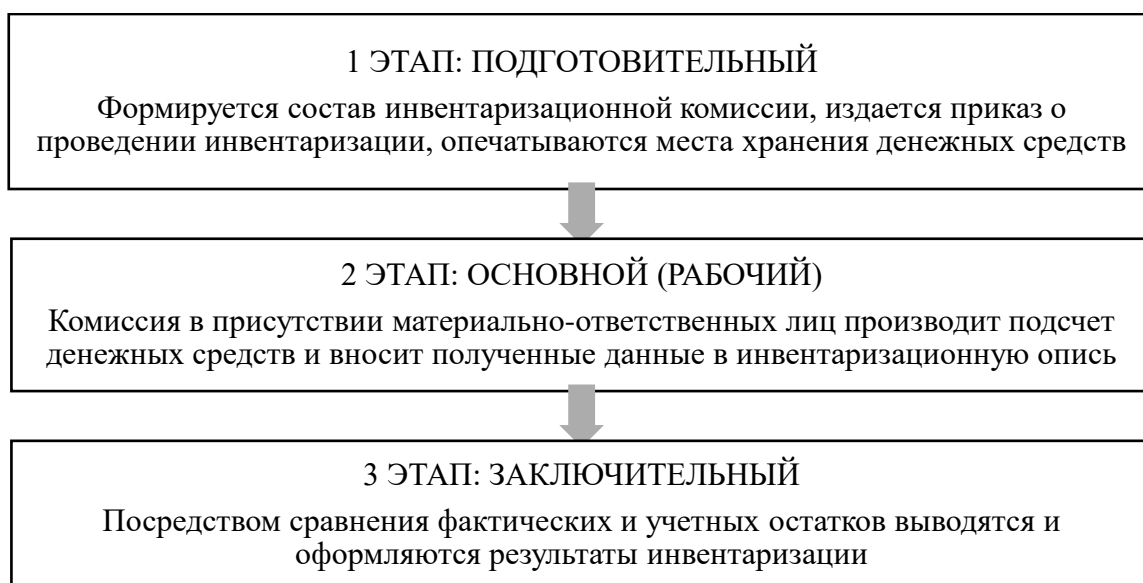 1 ЭТАП: ПОДГОТОВИТЕЛЬНЫЙ
Формируется состав инвентаризационной комиссии, издается приказ о
проведении инвентаризации, опечатываются места хранения денежных средств
2 ЭТАП: ОСНОВНОЙ (РАБОЧИЙ)
Комиссия в присутствии материально-ответственных лиц производит подсчет
денежных средств и вносит полученные данные в инвентаризационную опись
3 ЭТАП: ЗАКЛЮЧИТЕЛЬНЫЙ
Посредством сравнения фактических и учетных остатков выводятся и
оформляются результаты инвентаризации